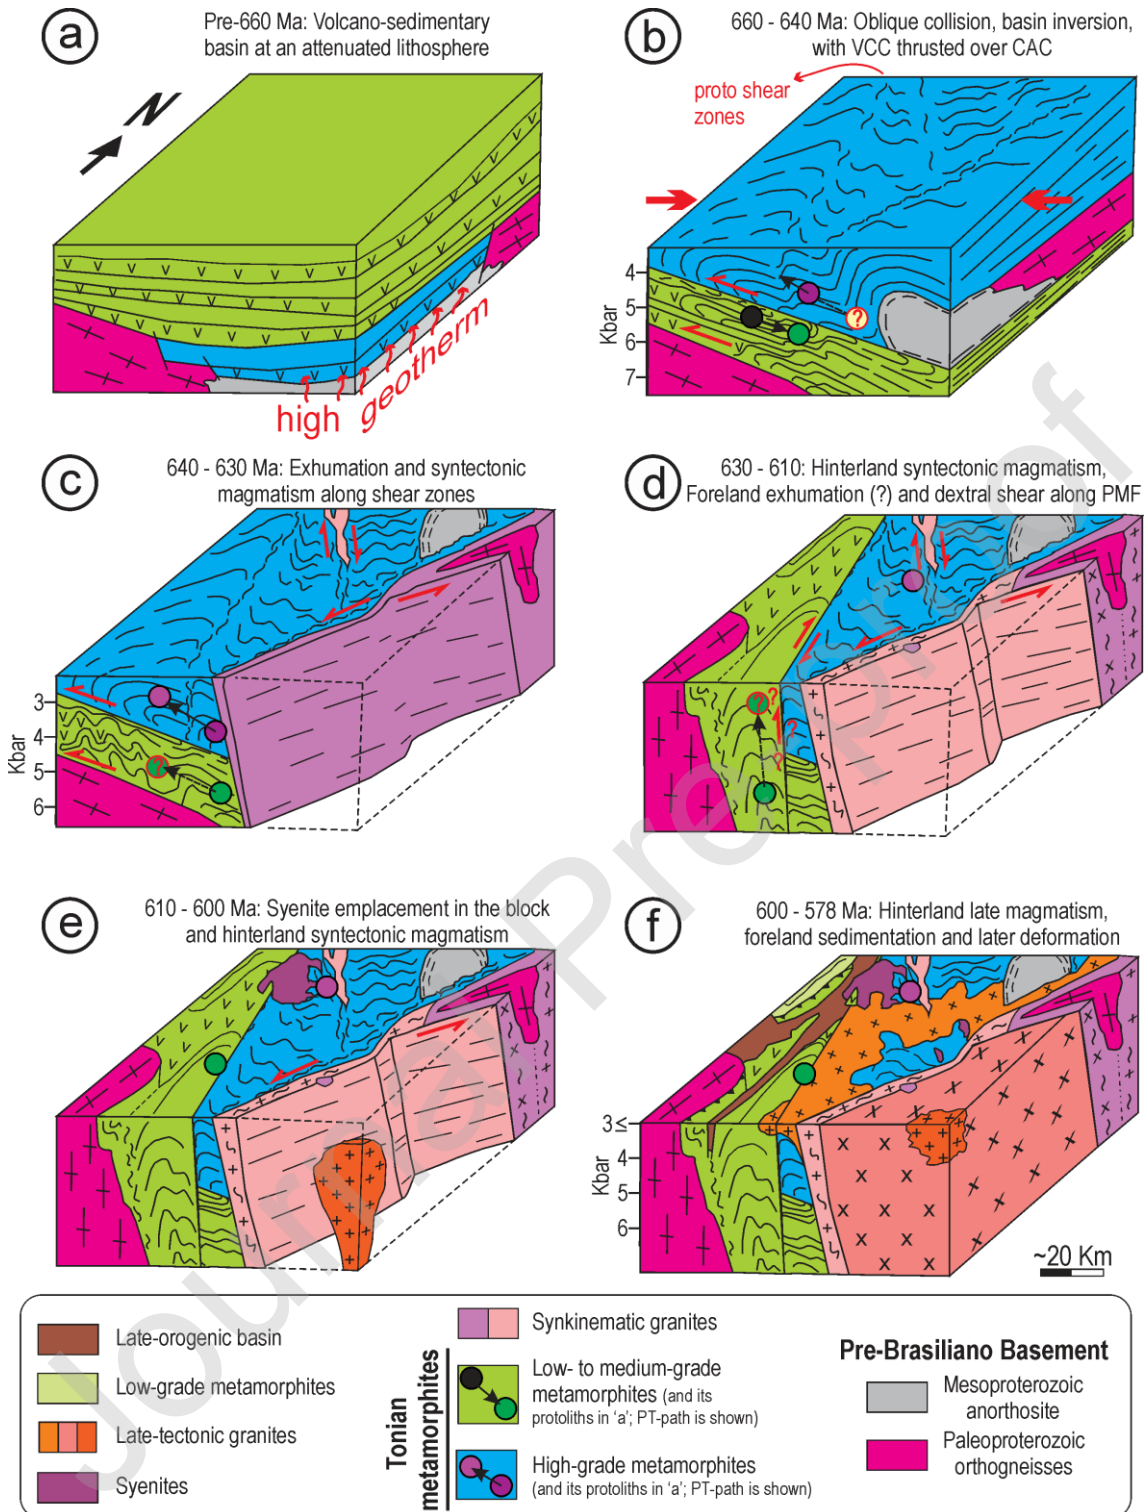 a
Pre-660 Ma: Volcano-sedimentary
basin at an attenuated lithosphere
N
high geotherm
b
660 - 640 Ma: Oblique collision, basin inversion,
with VCC thrusted over CAC
proto shear
zones
4
5
6
7
Kbar
?
c
640 - 630 Ma: Exhumation and syntectonic
magmatism along shear zones
3
4
5
6
Kbar
?
d
630 - 610: Hinterland syntectonic magmatism,
Foreland exhumation (?) and dextral shear along PMF
?
?
?
?
e
610 - 600 Ma: Syenite emplacement in the block
and hinterland syntectonic magmatism
f
600 - 578 Ma: Hinterland late magmatism,
foreland sedimentation and later deformation
3≤
4
5
6
Kbar
~20 Km
Late-orogenic basin
Low-grade metamorphites
Late-tectonic granites
Syenites
Tonian
metamorphites
Synkinematic granites
Low- to medium-grade
metamorphites (and its
protoliths in 'a'; PT-path is shown)
High-grade metamorphites
(and its protoliths in 'a'; PT-path is shown)
Pre-Brasiliano Basement
Mesoproterozoic
anorthosite
Paleoproterozoic
orthogneisses
Journal Pre-proof